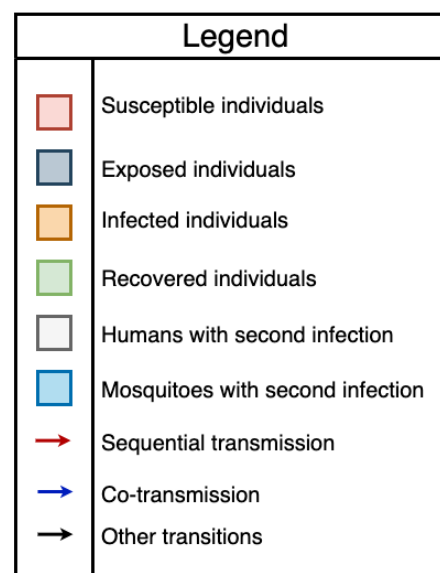 Legend
Susceptible individuals
Exposed individuals
Infected individuals
Recovered individuals
Humans with second infection
Mosquitoes with second infection
Sequential transmission
Co-transmission
Other transitions